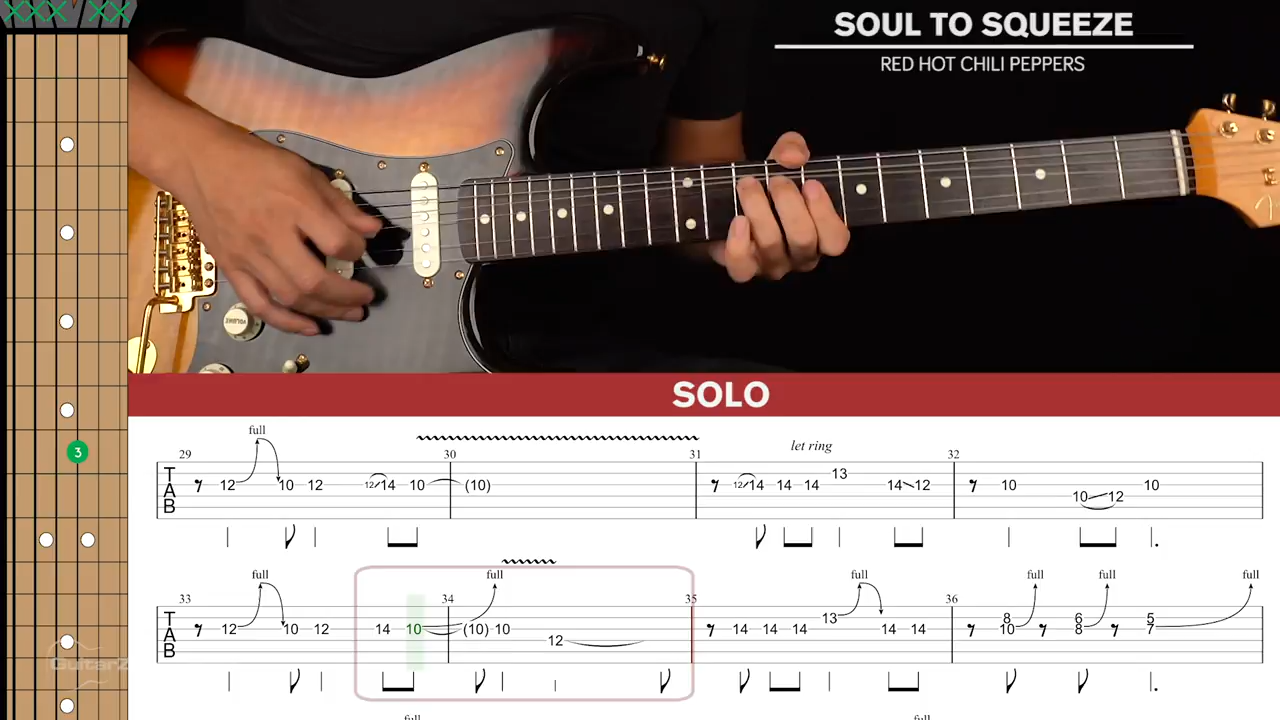 SOUL TO SQUEEZE
RED HOT CHILI PEPPERS
VOLUME
SOLO
full
let ring
29 30 31 32
T
A
B
13
12 10 12 12 14 10 (10) 12 14 14 14 14 12 10 10
10 12
full full full full full
33 34 35 36
T
A
B
13 8 6 5
12 10 12 14 10 (10) 10 14 14 14 14 14 10 8 7
12
3
full full